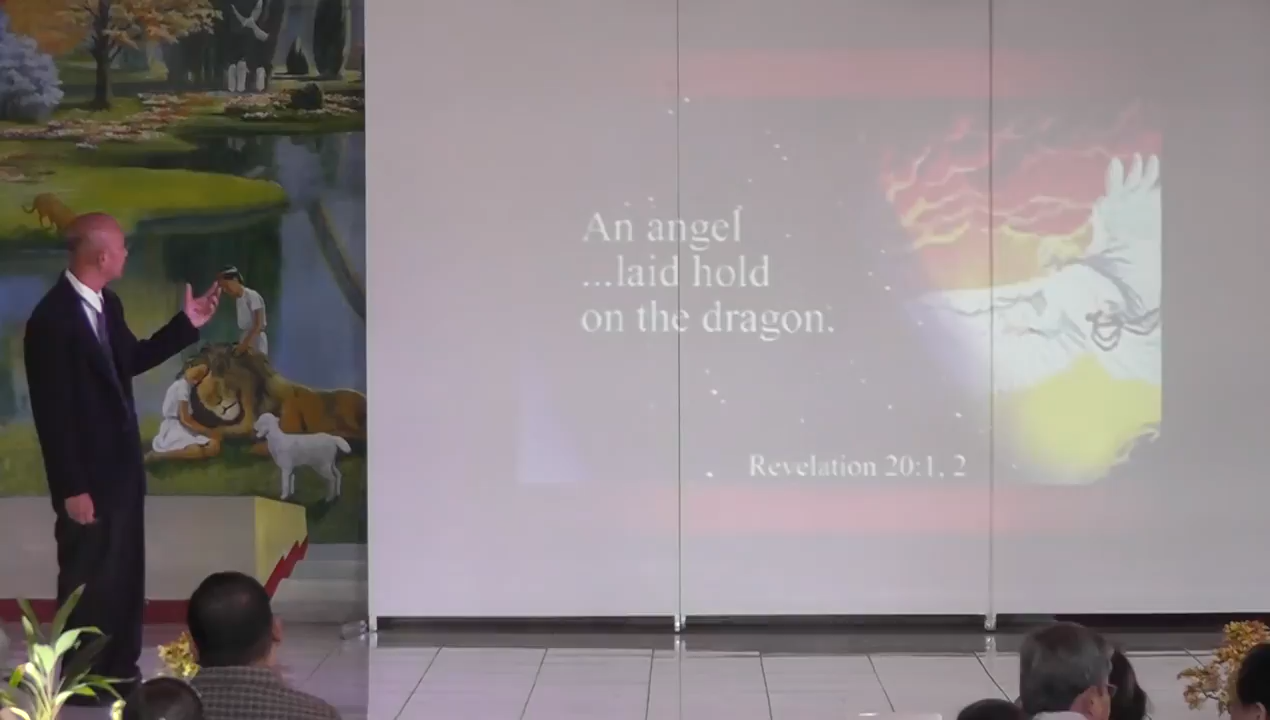 An angel
...laid hold
on the dragon.
Revelation 20:1, 2